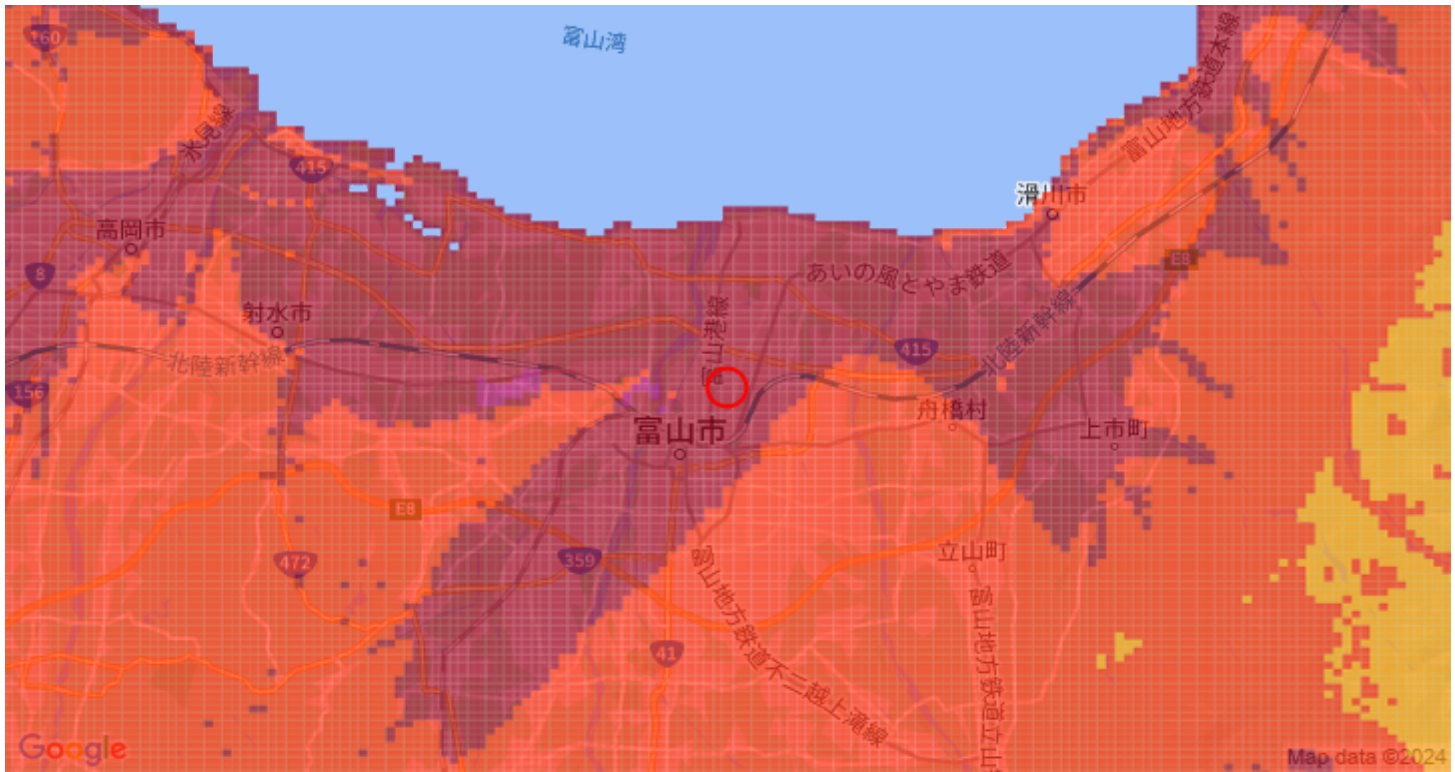 160
富山湾
富山地方鉄道本線
氷見線
415
滑川市
高岡市
8
E8
あいの風とやま鉄道
射水市
富山港線
北陸新幹線
415
北陸新幹線
156
舟橋村
富山市
上市町
E8
359
472
立山町
富山地方鉄道不二越上滝線
富山地方鉄道立山
41
Google
Map data ©2024